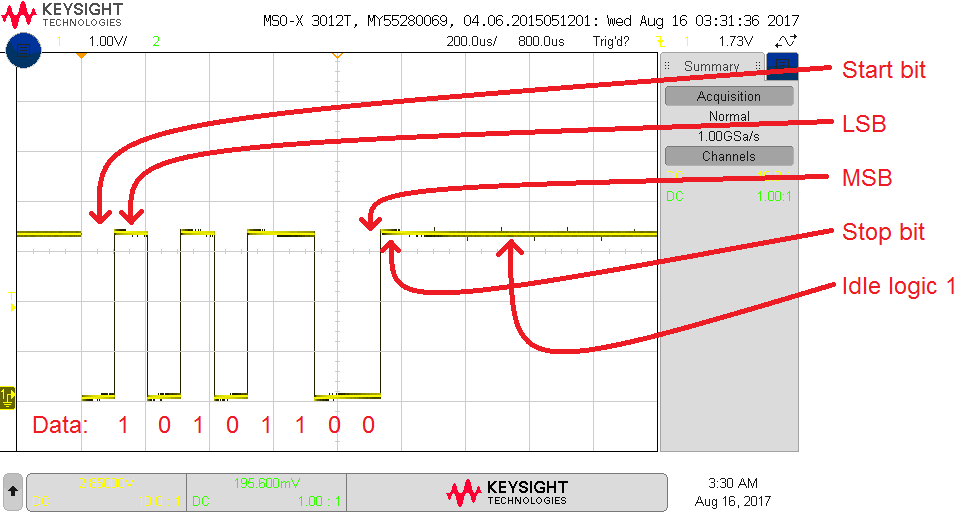 KEYSIGHT
TECHNOLOGIES
MSO-X 3012T, MY55280069, 04.06.2015051201: Wed Aug 16 03:31:36 2017
1 1.00V/ 2 200.0us/ 800.0us Trig'd? 1 1.73V
Summary
Start bit
Acquisition
Normal
1.00GSa/s
LSB
Channels
DC 1.00:1
MSB
Stop bit
Idle logic 1
T
1
Data: 1 0 1 0 1 1 0 0
195.600mV
DC 1.00 : 1
KEYSIGHT
TECHNOLOGIES
3:30 AM
Aug 16, 2017